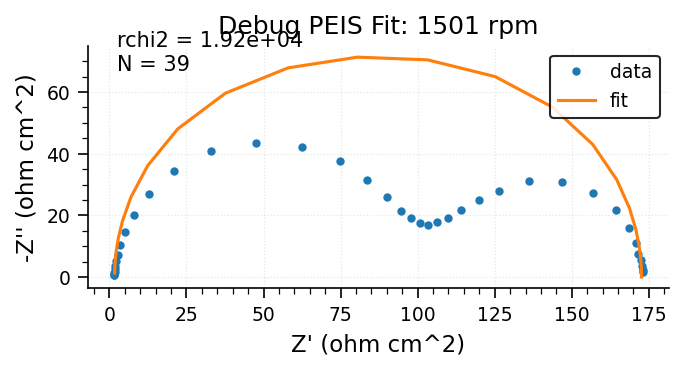 Debug PEIS Fit: 1501 rpm
rchi2 = 1.92e+04
N = 39
data
fit
-Z'' (ohm cm^2)
60
40
20
0
0 25 50 75 100 125 150 175
Z' (ohm cm^2)